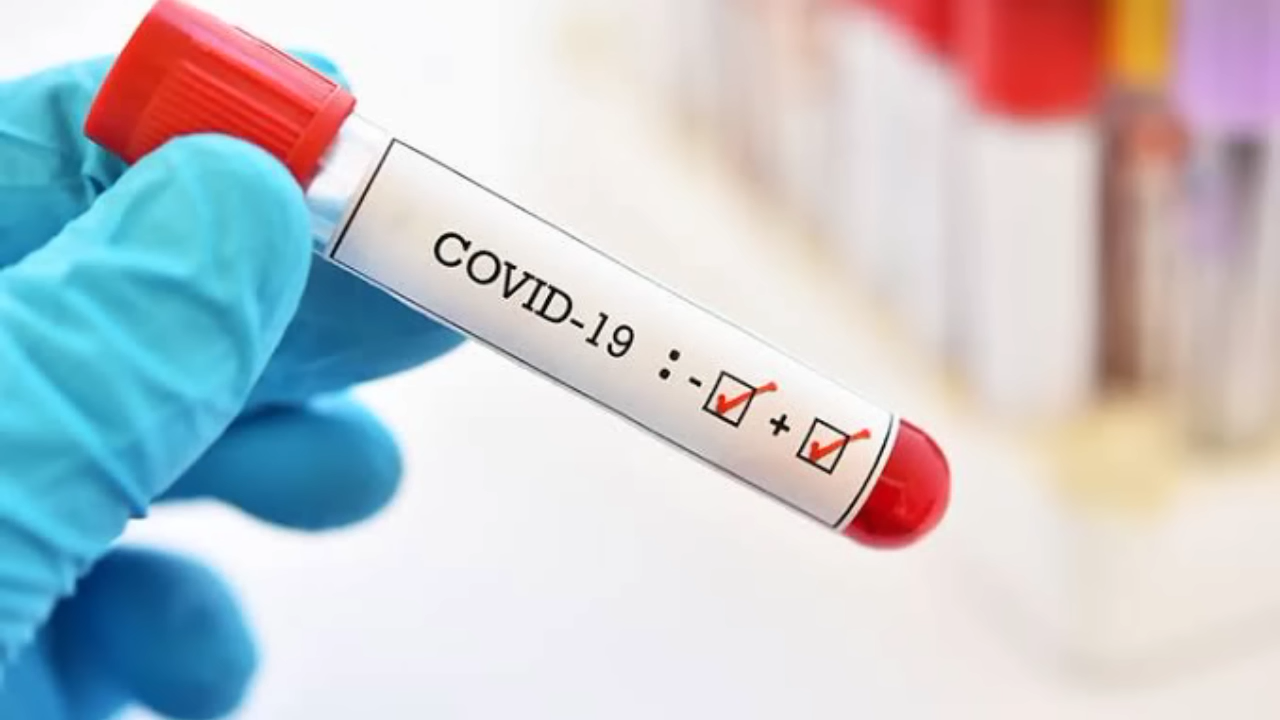 COVID-19 : - ☑ + ☑